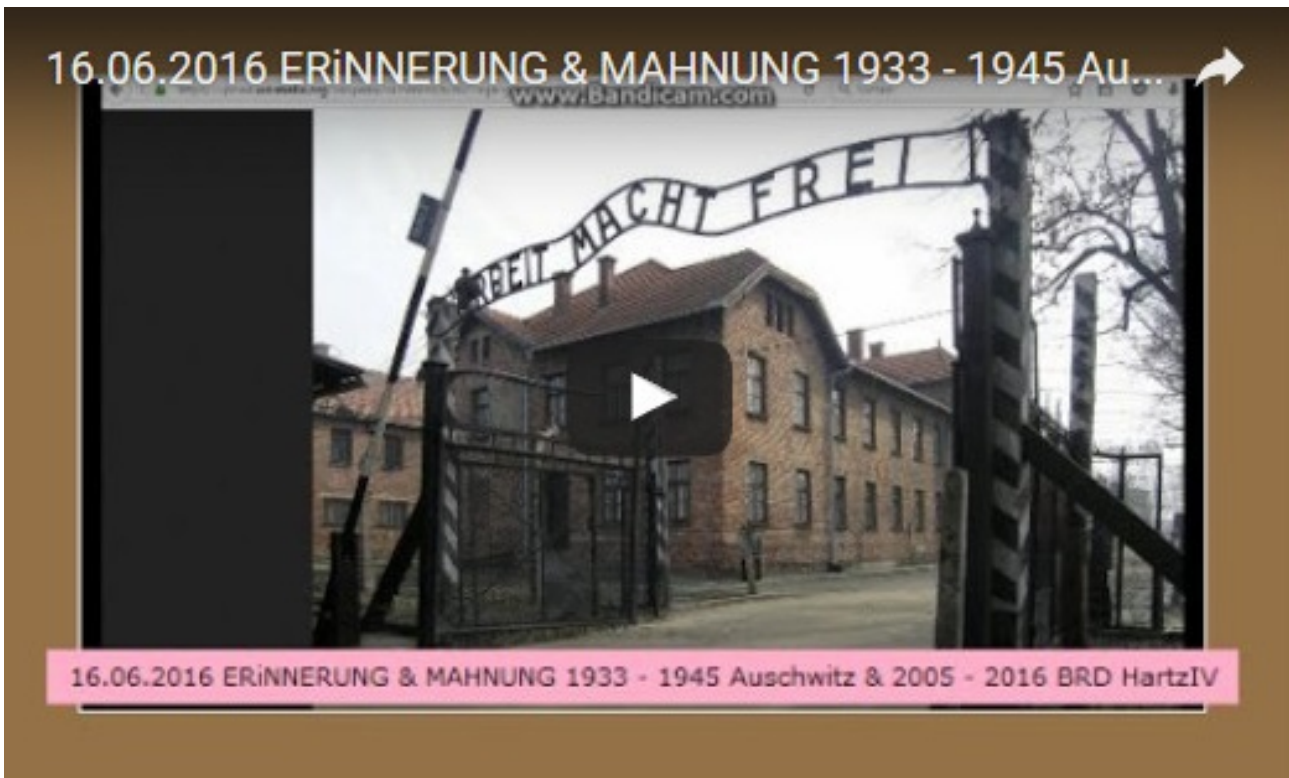 16.06.2016 ERiNNERUNG & MAHNUNG 1933 - 1945 Au...
www.Bandicam.com
ARBEIT MACHT FREI
16.06.2016 ERiNNERUNG & MAHNUNG 1933 - 1945 Auschwitz & 2005 - 2016 BRD HartzIV